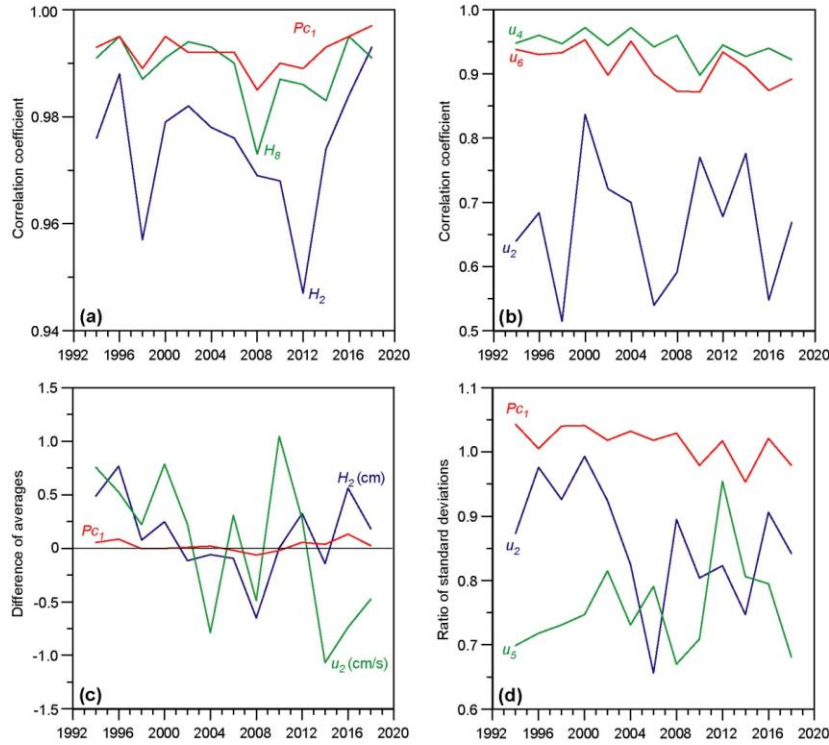 1.00
0.98
0.96
0.94
Correlation coefficient
Pc1
H8
H2
(a)
1992 1996 2000 2004 2008 2012 2016 2020
1.0
0.9
0.8
0.7
0.6
0.5
Correlation coefficient
u4
u6
u2
(b)
1992 1996 2000 2004 2008 2012 2016 2020
1.5
1.0
0.5
0
-0.5
-1.0
-1.5
Difference of averages
H2 (cm)
Pc1
u2 (cm/s)
(c)
1992 1996 2000 2004 2008 2012 2016 2020
1.1
1.0
0.9
0.8
0.7
0.6
Ratio of standard deviations
Pc1
u2
u5
(d)
1992 1996 2000 2004 2008 2012 2016 2020